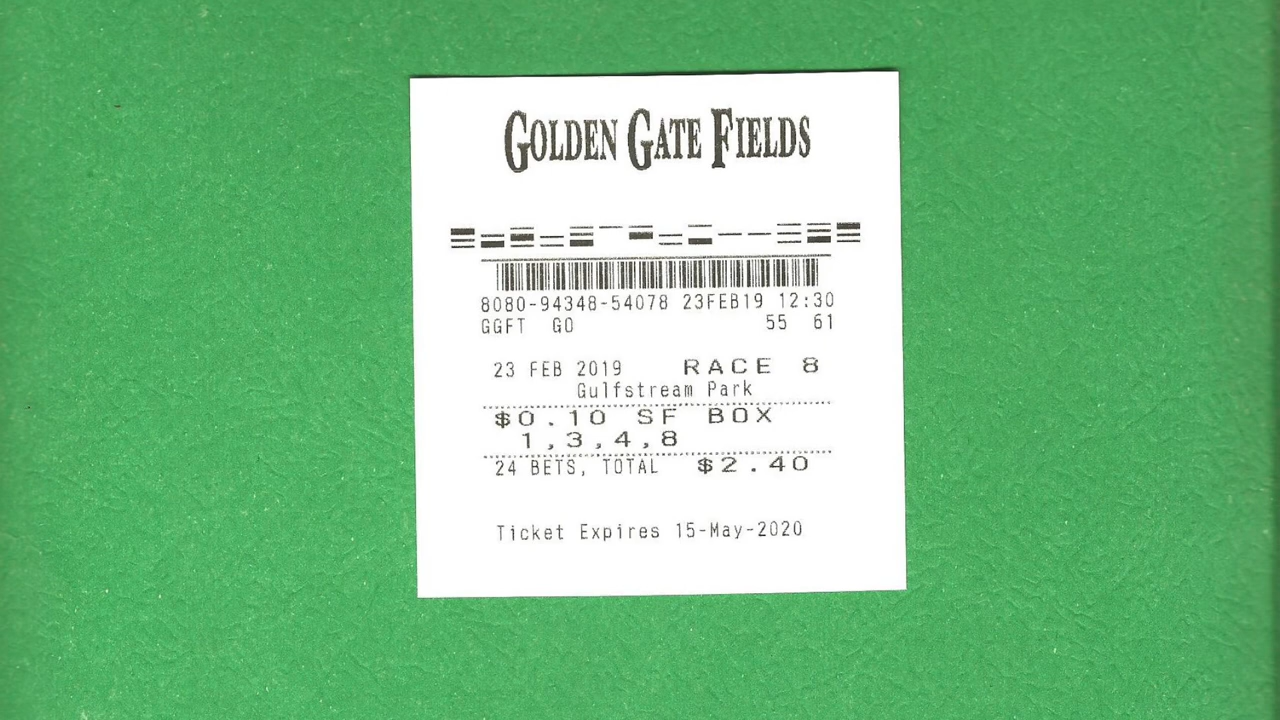 GOLDEN GATE FIELDS
8080-94348-54078 23FEB19 12:30
GGFT GO 55 61
23 FEB 2019 RACE 8
Gulfstream Park
$0.10 SF BOX
1,3,4,8
24 BETS, TOTAL $2.40
Ticket Expires 15-May-2020